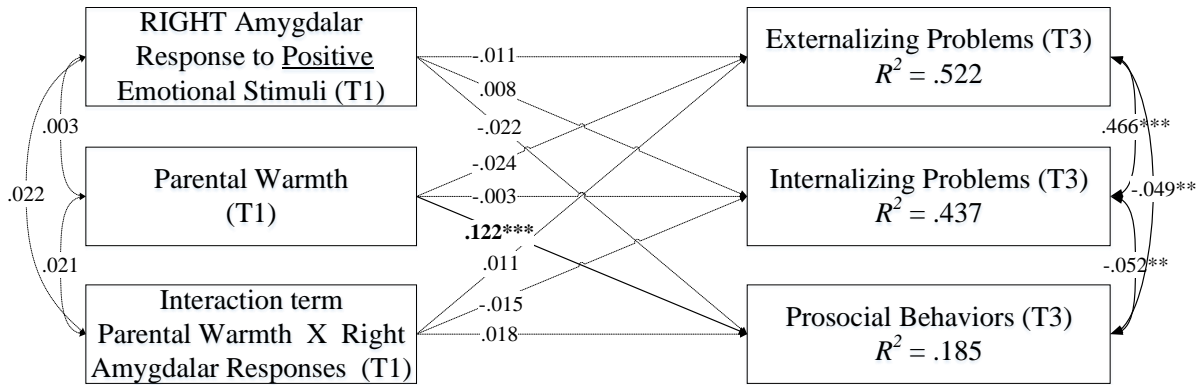 RIGHT Amygdalar
Response to Positive
Emotional Stimuli (T1)
Parental Warmth
(T1)
Interaction term
Parental Warmth X Right
Amygdalar Responses (T1)
.003
.022
.021
-.011
.008
-.022
-.024
-.003
.122***
.011
-.015
.018
Externalizing Problems (T3)
R² = .522
Internalizing Problems (T3)
R² = .437
Prosocial Behaviors (T3)
R² = .185
.466***
-.049**
-.052**